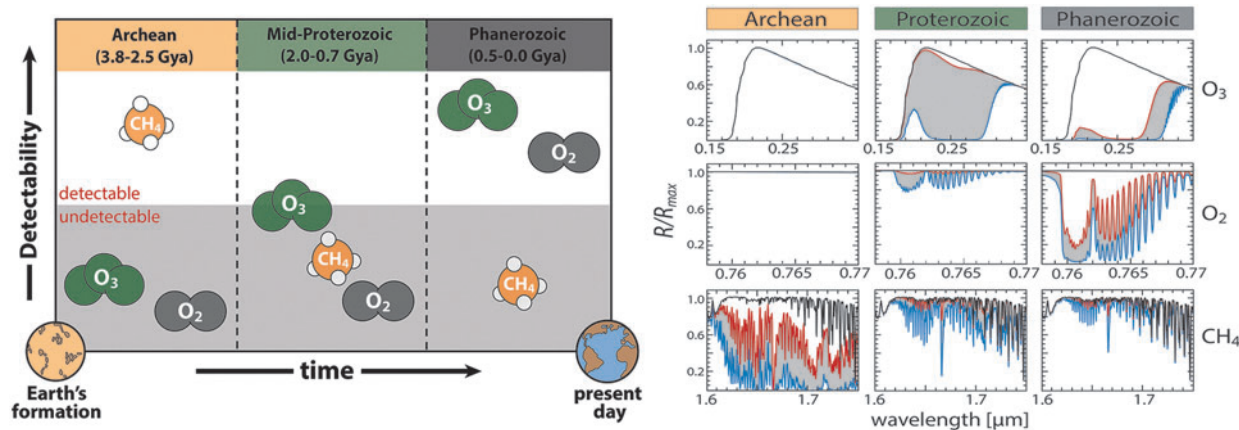 Archean
(3.8-2.5 Gya)
Mid-Proterozoic
(2.0-0.7 Gya)
Phanerozoic
(0.5-0.0 Gya)
Detectability
CH₄
O₃
O₂
detectable
undetectable
O₃
CH₄
O₂
O₃
O₂
CH₄
Earth's
formation
time
present
day
Archean
Proterozoic
Phanerozoic
R/Rmax
1.0
0.6
0.2
0.15
0.25
0.15
0.25
0.15
0.25
O₃
1.0
0.6
0.2
0.76
0.765
0.77
0.76
0.765
0.77
0.76
0.765
0.77
O₂
1.0
0.6
0.2
1.6
1.7
1.6
1.7
1.6
1.7
CH₄
wavelength [μm]